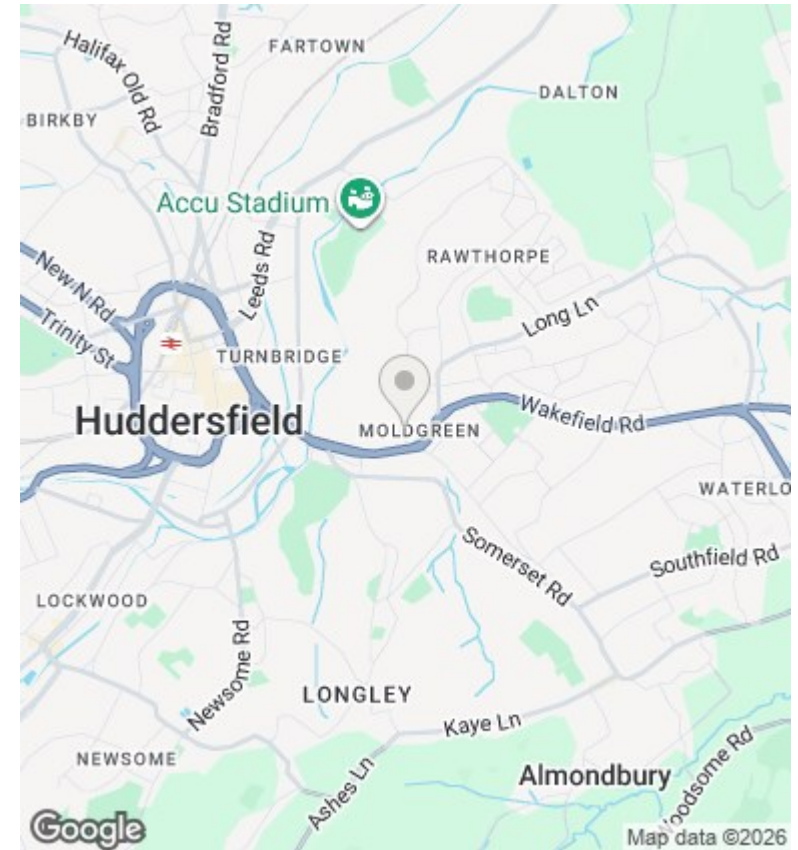 Halifax Old Rd
Bradford Rd
FARTOWN
DALTON
BIRKBY
Accu Stadium
RAWTHORPE
New N Rd
Leeds Rd
Long Ln
Trinity St
TURNBRIDGE
Huddersfield
MOLDGREEN
Wakefield Rd
WATERLO
Somerset Rd
Southfield Rd
LOCKWOOD
Newsome Rd
LONGLEY
Kaye Ln
NEWSOME
Ashes Ln
Almondbury
Woodsome Rd
Google
Map data ©2026